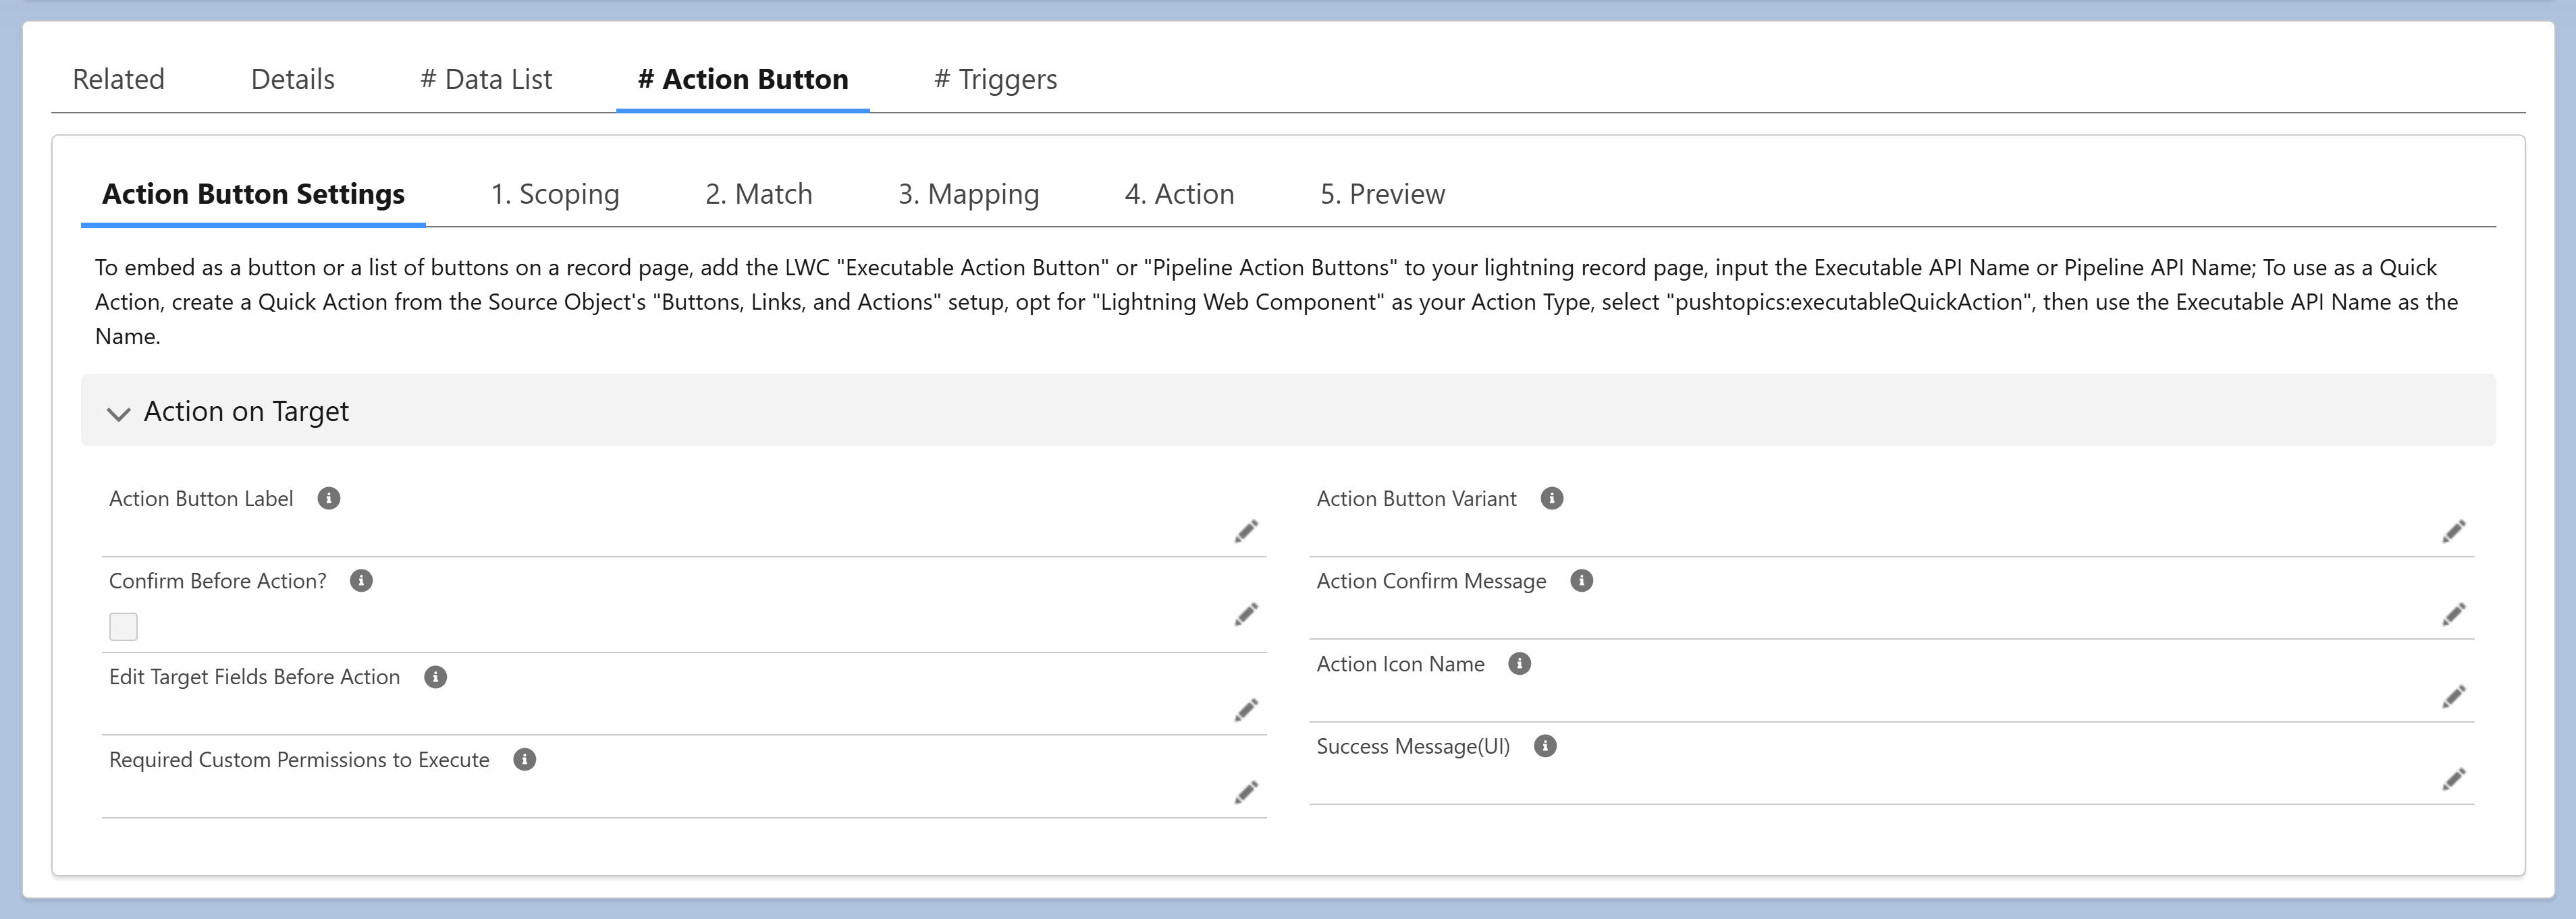 Related Details # Data List # Action Button # Triggers
Action Button Settings 1. Scoping 2. Match 3. Mapping 4. Action 5. Preview
To embed as a button or a list of buttons on a record page, add the LWC "Executable Action Button" or "Pipeline Action Buttons" to your lightning record page, input the Executable API Name or Pipeline API Name; To use as a Quick
Action, create a Quick Action from the Source Object's "Buttons, Links, and Actions" setup, opt for "Lightning Web Component" as your Action Type, select "pushtopics:executableQuickAction", then use the Executable API Name as the
Name.
Action on Target
Action Button Label
Action Button Variant
Confirm Before Action?
Action Confirm Message
Edit Target Fields Before Action
Action Icon Name
Required Custom Permissions to Execute
Success Message(UI)